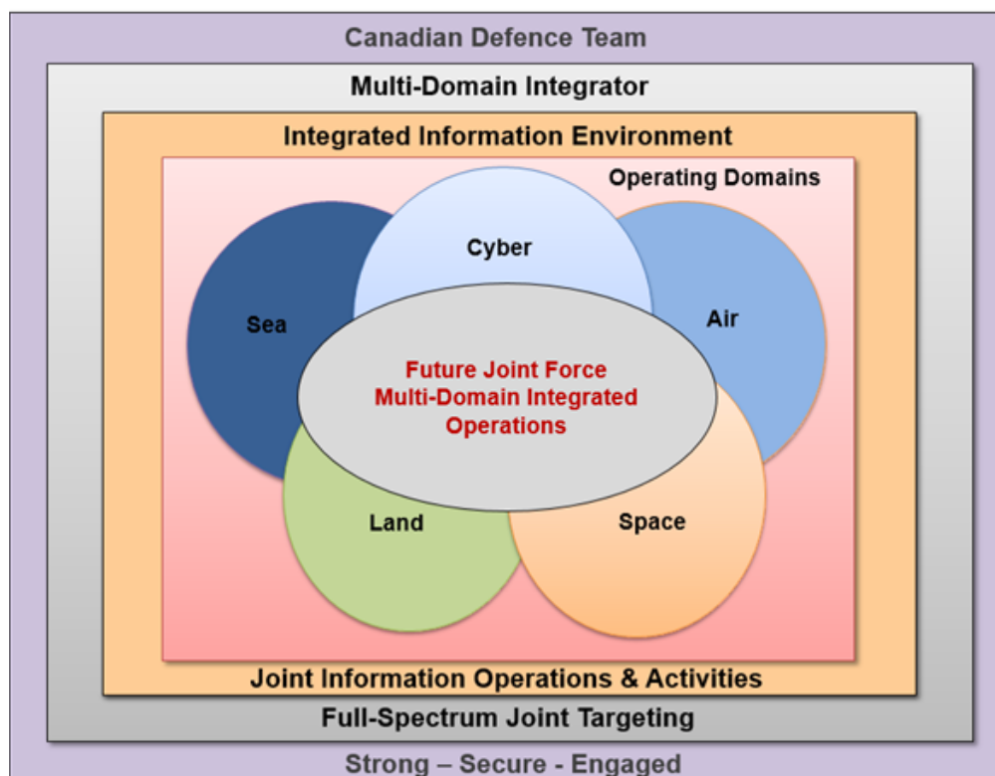 Canadian Defence Team
Multi-Domain Integrator
Integrated Information Environment
Operating Domains
Cyber
Sea
Air
Future Joint Force
Multi-Domain Integrated
Operations
Land
Space
Joint Information Operations & Activities
Full-Spectrum Joint Targeting
Strong – Secure - Engaged